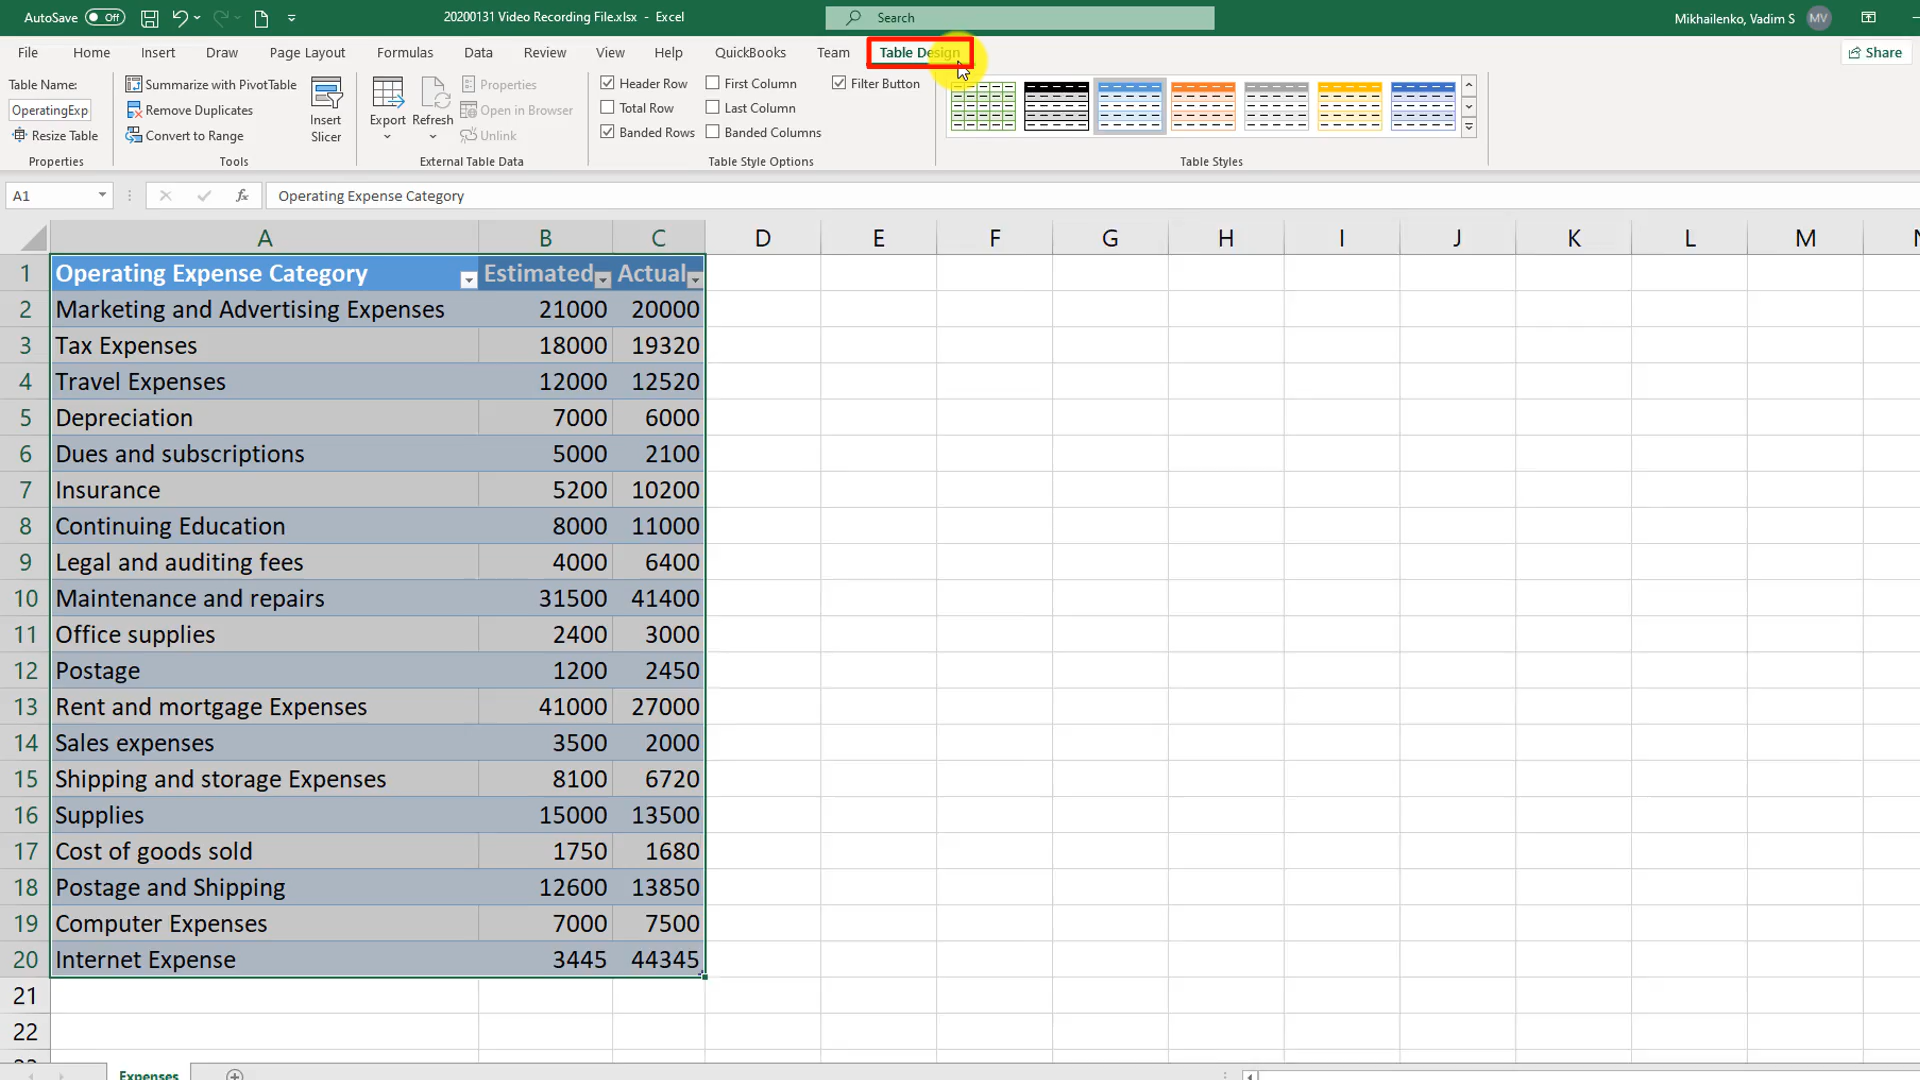 AutoSave Off 20200131 Video Recording File.xlsx - Excel Search Mikhailenko, Vadim S MV
File Home Insert Draw Page Layout Formulas Data Review View Help QuickBooks Team Table Design Share
Table Name:
OperatingExp
Resize Table
Properties
Summarize with PivotTable
Remove Duplicates
Convert to Range
Insert
Slicer
Tools
Export
Refresh
Properties
Open in Browser
Unlink
External Table Data
Header Row
Total Row
Banded Rows
First Column
Last Column
Banded Columns
Filter Button
Table Style Options
Table Styles
A1 fx Operating Expense Category
A B C D E F G H I J K L M
1 Operating Expense Category Estimated Actual
2 Marketing and Advertising Expenses 21000 20000
3 Tax Expenses 18000 19320
4 Travel Expenses 12000 12520
5 Depreciation 7000 6000
6 Dues and subscriptions 5000 2100
7 Insurance 5200 10200
8 Continuing Education 8000 11000
9 Legal and auditing fees 4000 6400
10 Maintenance and repairs 31500 41400
11 Office supplies 2400 3000
12 Postage 1200 2450
13 Rent and mortgage Expenses 41000 27000
14 Sales expenses 3500 2000
15 Shipping and storage Expenses 8100 6720
16 Supplies 15000 13500
17 Cost of goods sold 1750 1680
18 Postage and Shipping 12600 13850
19 Computer Expenses 7000 7500
20 Internet Expense 3445 44345
21
22
Expenses